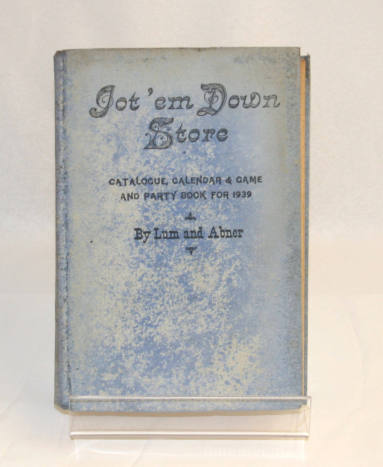 Jot 'em Down
Store
CATALOGUE, CALENDAR & GAME
AND PARTY BOOK FOR 1939
By Lum and Abner